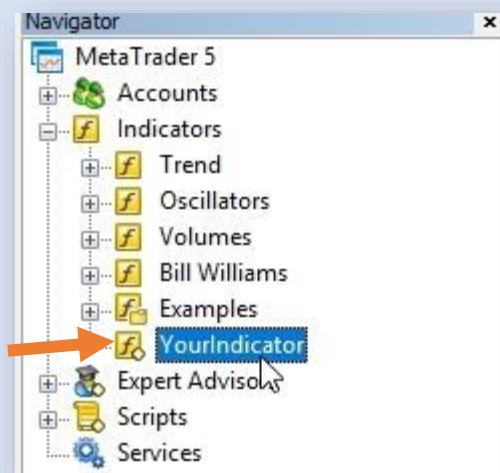 Navigator
MetaTrader 5
Accounts
Indicators
Trend
Oscillators
Volumes
Bill Williams
Examples
YourIndicator
Expert Advisors
Scripts
Services